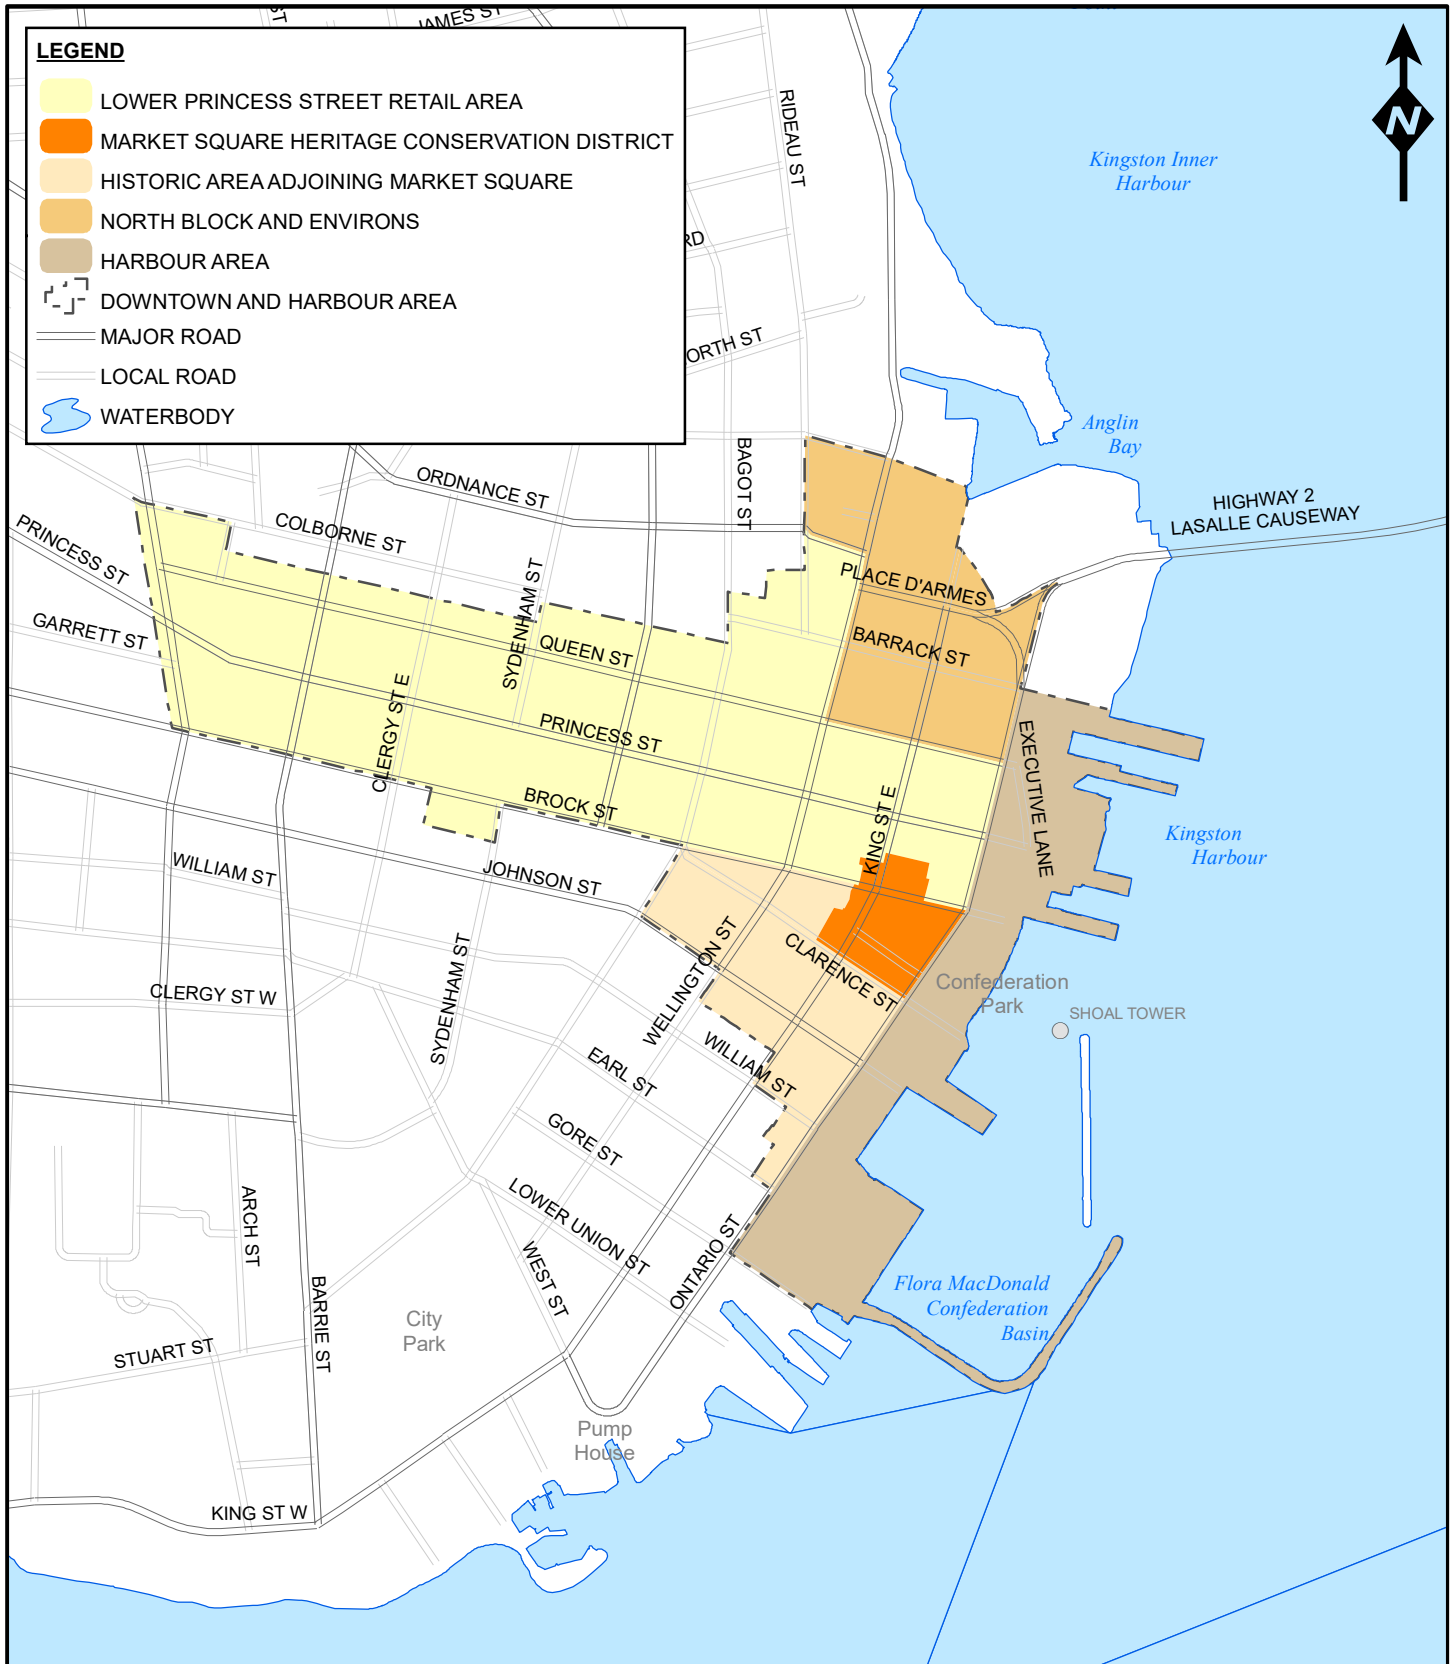 JAMES ST
LEGEND
LOWER PRINCESS STREET RETAIL AREA
MARKET SQUARE HERITAGE CONSERVATION DISTRICT
HISTORIC AREA ADJOINING MARKET SQUARE
NORTH BLOCK AND ENVIRONS
HARBOUR AREA
DOWNTOWN AND HARBOUR AREA
MAJOR ROAD
LOCAL ROAD
WATERBODY
ST
RD
ORTH ST
RIDEAU ST
N
Kingston Inner
Harbour
Anglin
Bay
HIGHWAY 2
LASALLE CAUSEWAY
BAGOT ST
ORDNANCE ST
COLBORNE ST
PRINCESS ST
GARRETT ST
SYDENHAM ST
QUEEN ST
PLACE D'ARMES
BARRACK ST
CLERGY ST E
PRINCESS ST
BROCK ST
KING ST E
EXECUTIVE LANE
Kingston
Harbour
WILLIAM ST
JOHNSON ST
CLERGY ST W
SYDENHAM ST
WELLINGTON ST
CLARENCE ST
Confederation
Park
SHOAL TOWER
EARL ST
WILLIAM ST
GORE ST
LOWER UNION ST
ARCH ST
WEST ST
ONTARIO ST
BARRIE ST
Flora MacDonald
Confederation
Basin
City
Park
STUART ST
Pump
House
KING ST W